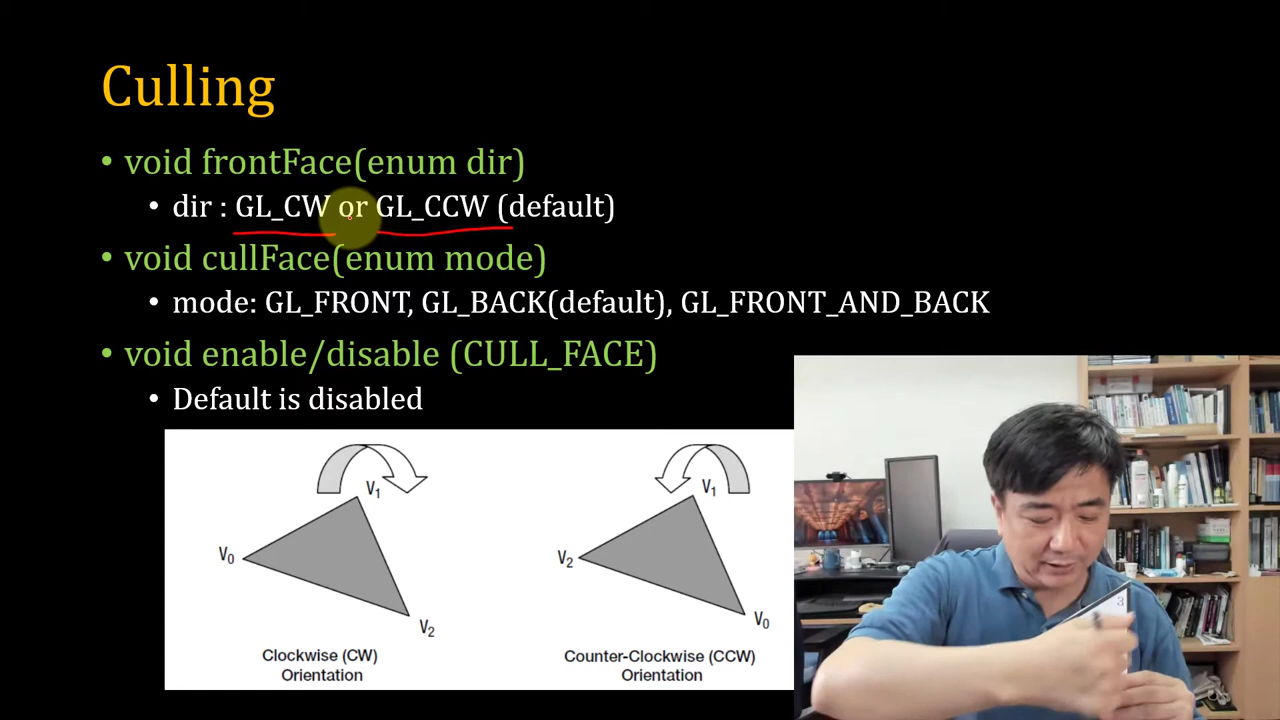 Culling
• void frontFace(enum dir)
• dir : GL_CW or GL_CCW (default)
• void cullFace(enum mode)
• mode: GL_FRONT, GL_BACK(default), GL_FRONT_AND_BACK
• void enable/disable (CULL_FACE)
• Default is disabled
V1
V0
V2
Clockwise (CW)
Orientation
V1
V2
V0
Counter-Clockwise (CCW)
Orientation
3